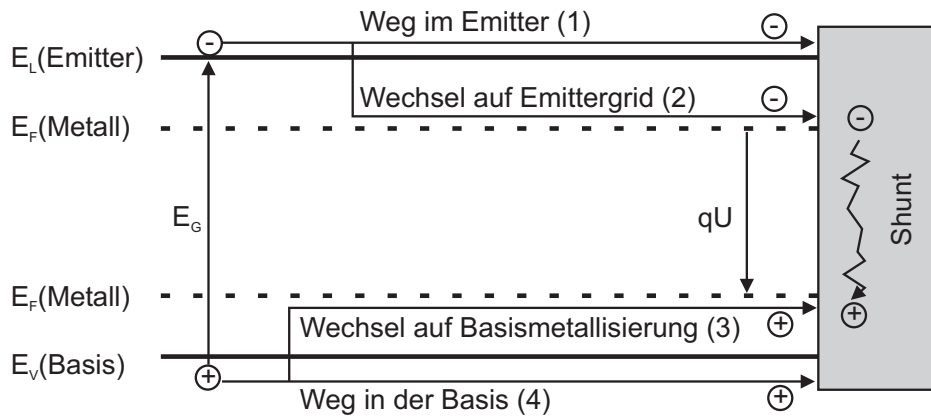 Weg im Emitter (1)
E_L(Emitter)
Wechsel auf Emittergrid (2)
E_F(Metall)
E_G
qU
Shunt
E_F(Metall)
Wechsel auf Basismetallisierung (3)
E_V(Basis)
Weg in der Basis (4)